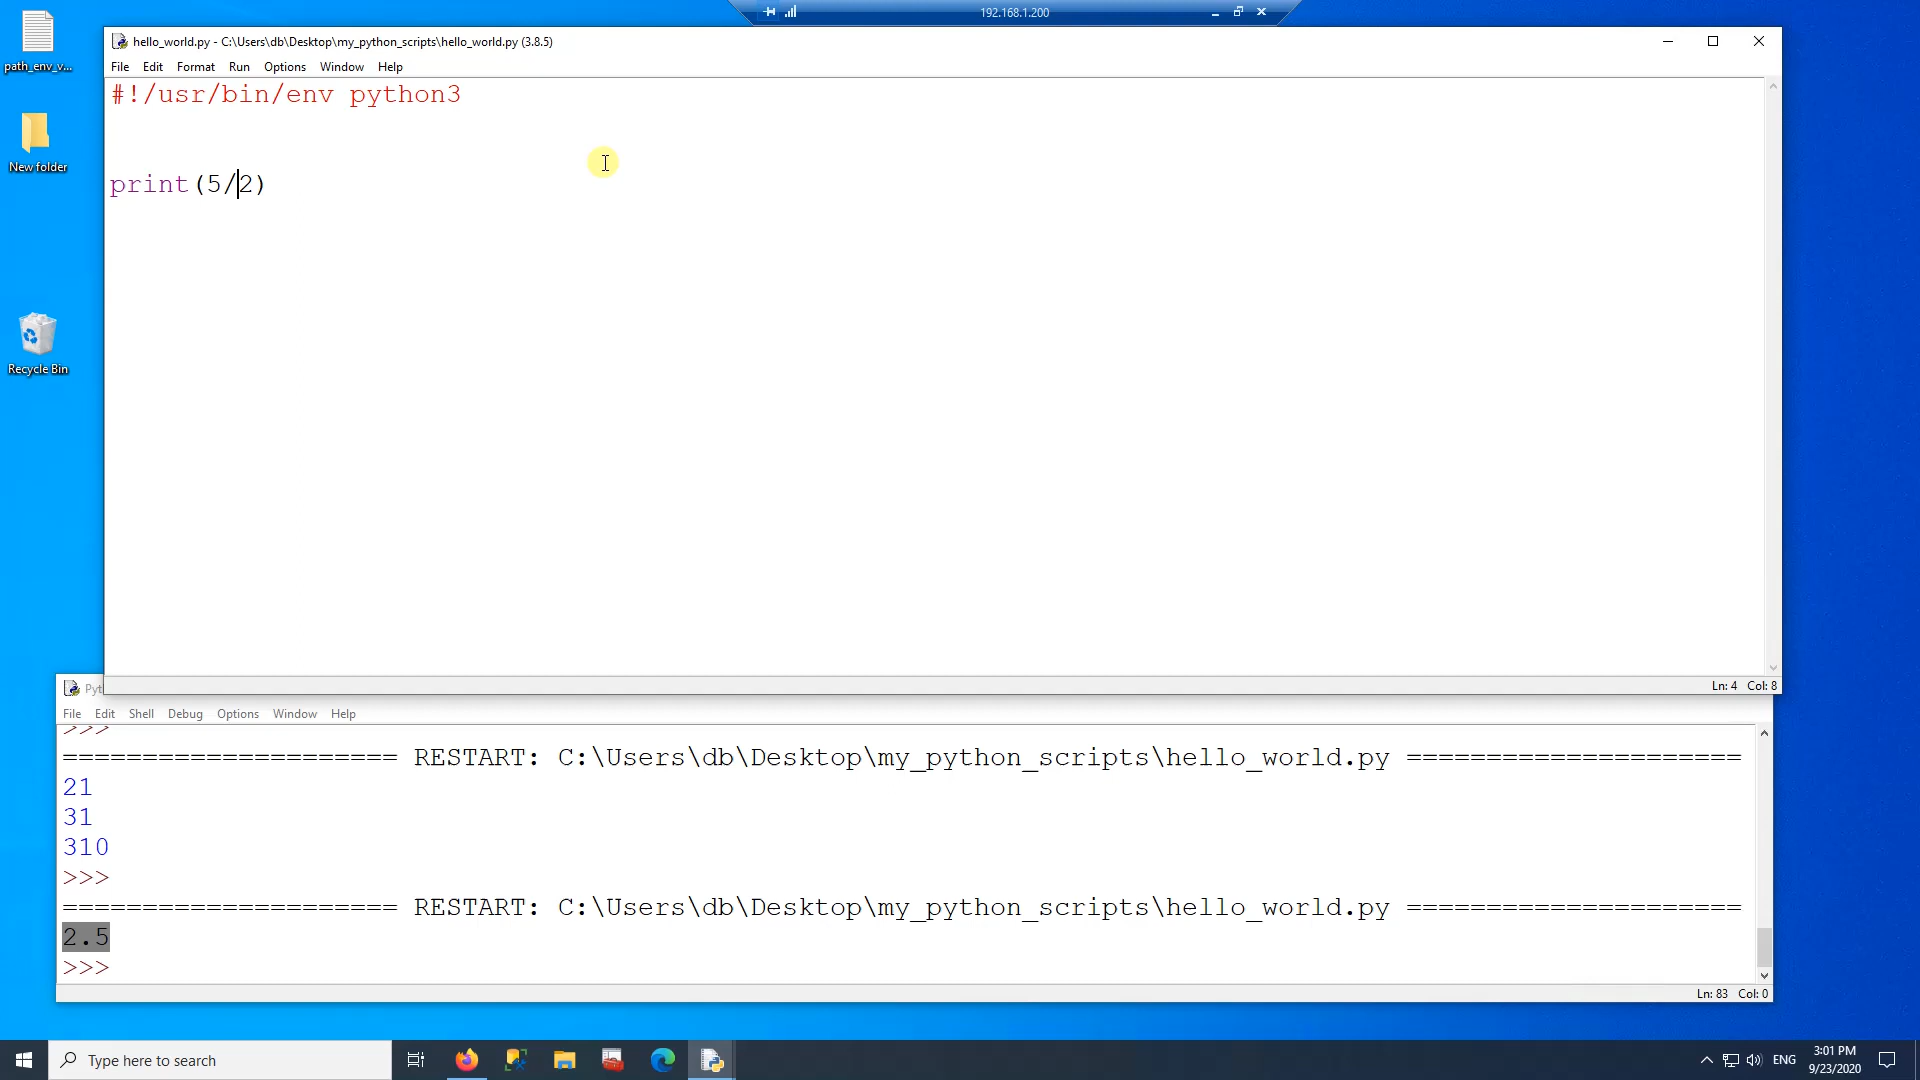 192.168.1.200
path_env_v...
New folder
Recycle Bin
hello_world.py - C:\Users\db\Desktop\my_python_scripts\hello_world.py (3.8.5)
File Edit Format Run Options Window Help
#!/usr/bin/env python3
print(5/2)
Ln: 4 Col: 8
Pyt
File Edit Shell Debug Options Window Help
>>>
===================== RESTART: C:\Users\db\Desktop\my_python_scripts\hello_world.py =====================
21
31
310
>>>
===================== RESTART: C:\Users\db\Desktop\my_python_scripts\hello_world.py =====================
2.5
>>>
Ln: 83 Col: 0
Type here to search
ENG
3:01 PM
9/23/2020